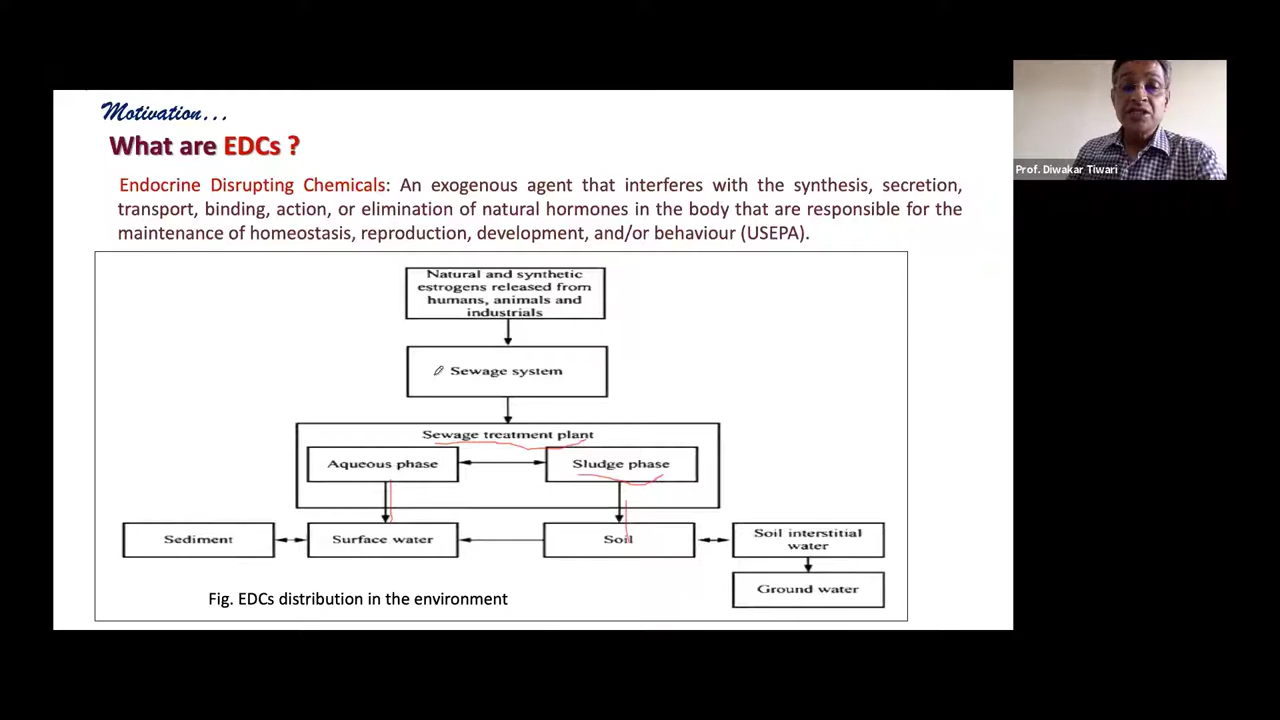 Motivation...
What are EDCs ?
Endocrine Disrupting Chemicals: An exogenous agent that interferes with the synthesis, secretion,
transport, binding, action, or elimination of natural hormones in the body that are responsible for the
maintenance of homeostasis, reproduction, development, and/or behaviour (USEPA).
Natural and synthetic
estrogens released from
humans, animals and
industrials
Sewage system
Sewage treatment plant
Aqueous phase
Sludge phase
Sediment
Surface water
Soil
Soil interstitial
water
Ground water
Fig. EDCs distribution in the environment
Prof. Diwakar Tiwari